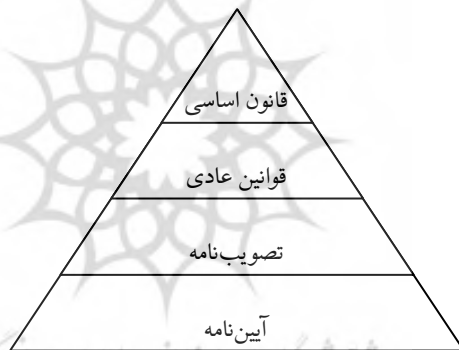 قانون اساسی
قوانین عادی
تصویب‌نامه
آیین‌نامه